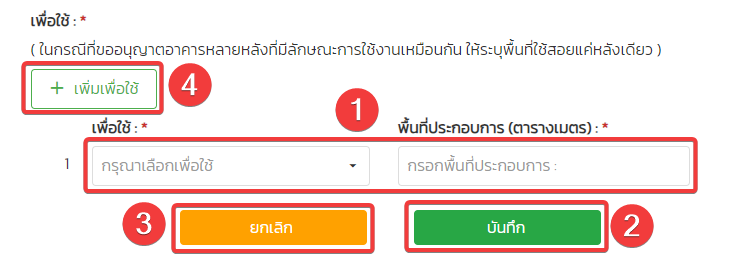 เพื่อใช้ : *
( ในกรณีที่ขออนุญาตอาคารหลายหลังที่มีลักษณะการใช้งานเหมือนกัน ให้ระบุพื้นที่ใช้สอยแค่หลังเดียว )
+ เพิ่มเพื่อใช้ 4
1
เพื่อใช้ : * พื้นที่ประกอบการ (ตารางเมตร) : *
1 กรุณาเลือกเพื่อใช้ กรอกพื้นที่ประกอบการ :
3 ยกเลิก บันทึก 2